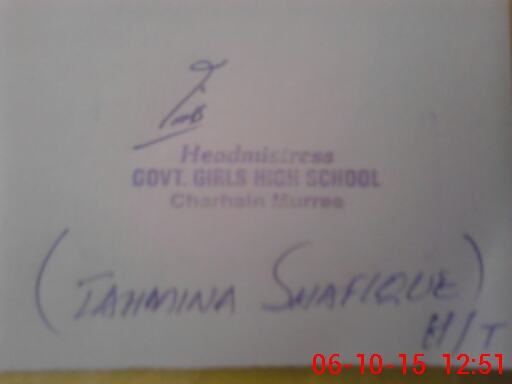 Headmistress
GOVT. GIRLS HIGH SCHOOL
Charhain Murree
(TAHMINA SHAFIQUE)
H/T
06-10-15 12:51